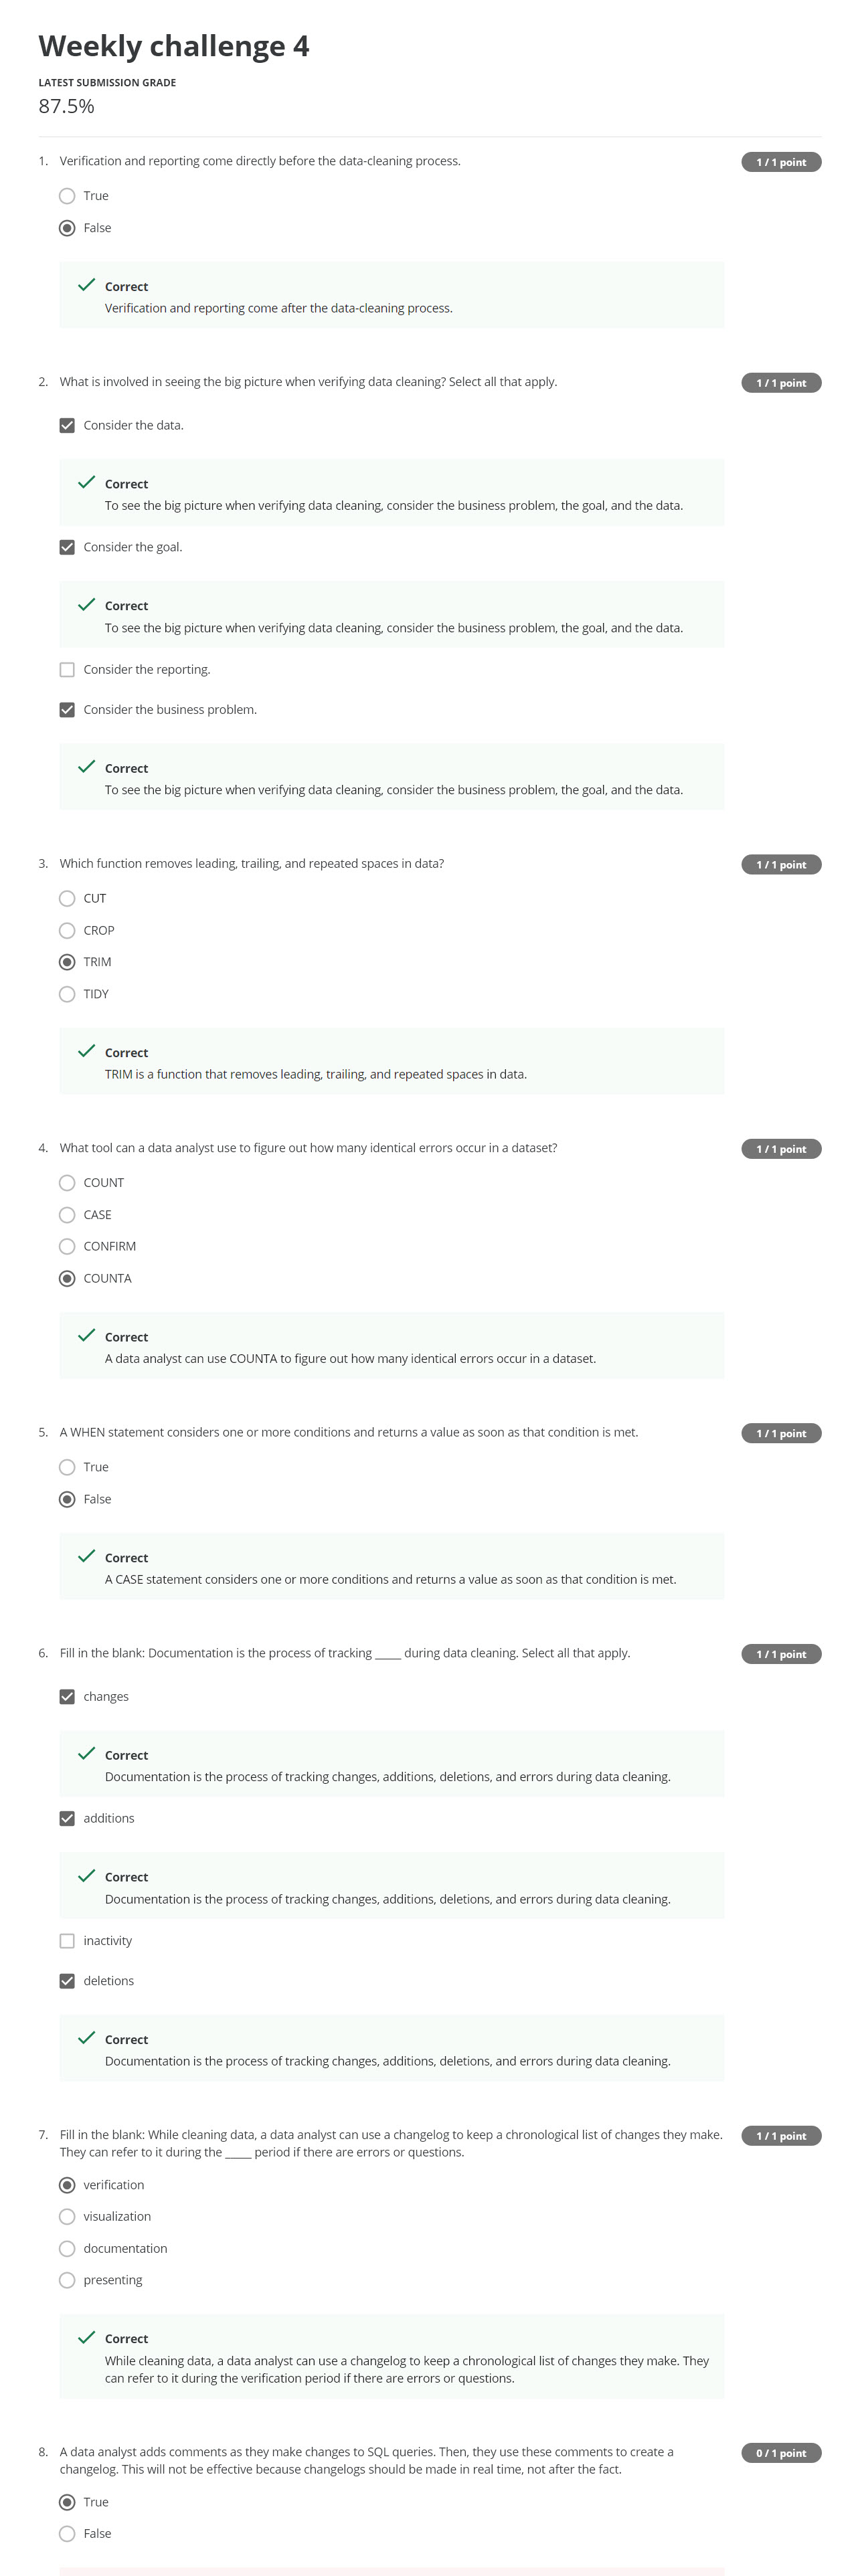 Weekly challenge 4
LATEST SUBMISSION GRADE
87.5%
1. Verification and reporting come directly before the data-cleaning process.
1 / 1 point
True
False
Correct
Verification and reporting come after the data-cleaning process.
2. What is involved in seeing the big picture when verifying data cleaning? Select all that apply.
1 / 1 point
Consider the data.
Correct
To see the big picture when verifying data cleaning, consider the business problem, the goal, and the data.
Consider the goal.
Correct
To see the big picture when verifying data cleaning, consider the business problem, the goal, and the data.
Consider the reporting.
Consider the business problem.
Correct
To see the big picture when verifying data cleaning, consider the business problem, the goal, and the data.
3. Which function removes leading, trailing, and repeated spaces in data?
1 / 1 point
CUT
CROP
TRIM
TIDY
Correct
TRIM is a function that removes leading, trailing, and repeated spaces in data.
4. What tool can a data analyst use to figure out how many identical errors occur in a dataset?
1 / 1 point
COUNT
CASE
CONFIRM
COUNTA
Correct
A data analyst can use COUNTA to figure out how many identical errors occur in a dataset.
5. A WHEN statement considers one or more conditions and returns a value as soon as that condition is met.
1 / 1 point
True
False
Correct
A CASE statement considers one or more conditions and returns a value as soon as that condition is met.
6. Fill in the blank: Documentation is the process of tracking _____ during data cleaning. Select all that apply.
1 / 1 point
changes
Correct
Documentation is the process of tracking changes, additions, deletions, and errors during data cleaning.
additions
Correct
Documentation is the process of tracking changes, additions, deletions, and errors during data cleaning.
inactivity
deletions
Correct
Documentation is the process of tracking changes, additions, deletions, and errors during data cleaning.
7. Fill in the blank: While cleaning data, a data analyst can use a changelog to keep a chronological list of changes they make.
They can refer to it during the _____ period if there are errors or questions.
1 / 1 point
verification
visualization
documentation
presenting
Correct
While cleaning data, a data analyst can use a changelog to keep a chronological list of changes they make. They
can refer to it during the verification period if there are errors or questions.
8. A data analyst adds comments as they make changes to SQL queries. Then, they use these comments to create a
changelog. This will not be effective because changelogs should be made in real time, not after the fact.
0 / 1 point
True
False